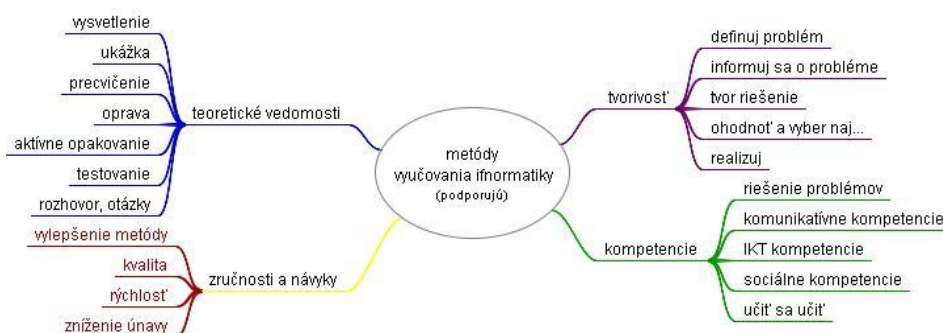 metódy
vyučovania ifnormatiky
(podporujú)
teoretické vedomosti
vysvetlenie
ukážka
precvičenie
oprava
aktívne opakovanie
testovanie
rozhovor, otázky
zručnosti a návyky
vylepšenie metódy
kvalita
rýchlosť
zníženie únavy
tvorivosť
definuj problém
informuj sa o probléme
tvor riešenie
ohodnoť a vyber naj...
realizuj
kompetencie
riešenie problémov
komunikatívne kompetencie
IKT kompetencie
sociálne kompetencie
učiť sa učiť